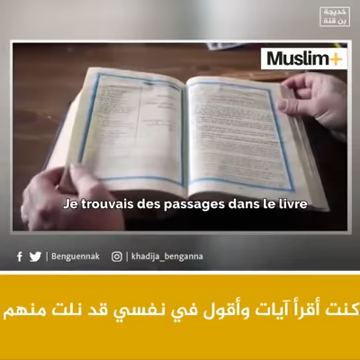 خديجة
بن قنة
Muslim+
Je trouvais des passages dans le livre
| Benguennak
| khadija_benganna
كنت أقرأ آيات وأقول في نفسي قد نلت منهم